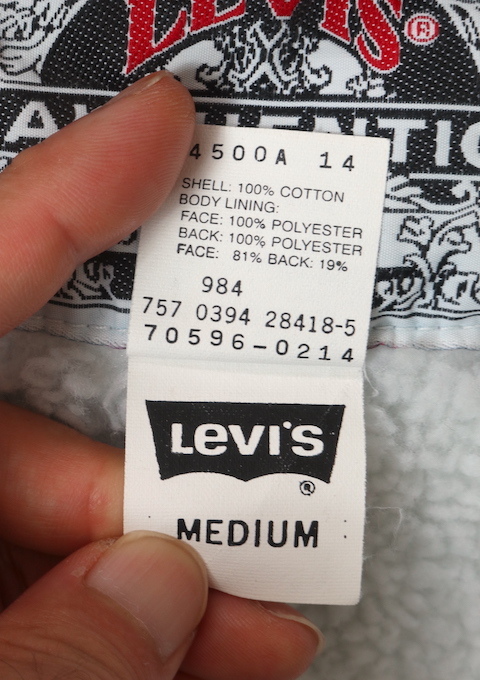 LEVI'S ®
4500A 14
SHELL: 100% COTTON
BODY LINING:
FACE: 100% POLYESTER
BACK: 100% POLYESTER
FACE: 81% BACK: 19%
984
757 0394 28418-5
70596-0214
Levi's
®
MEDIUM